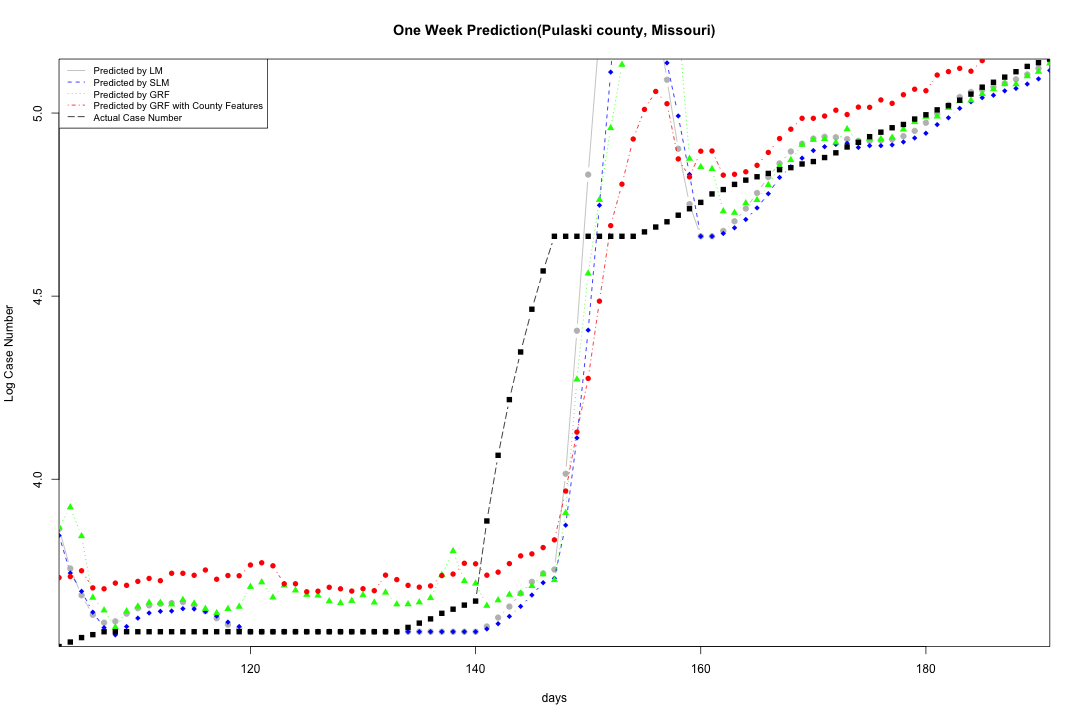 One Week Prediction(Pulaski county, Missouri)
Predicted by LM
Predicted by SLM
Predicted by GRF
Predicted by GRF with County Features
Actual Case Number
5.0
4.5
4.0
Log Case Number
120
140
160
180
days